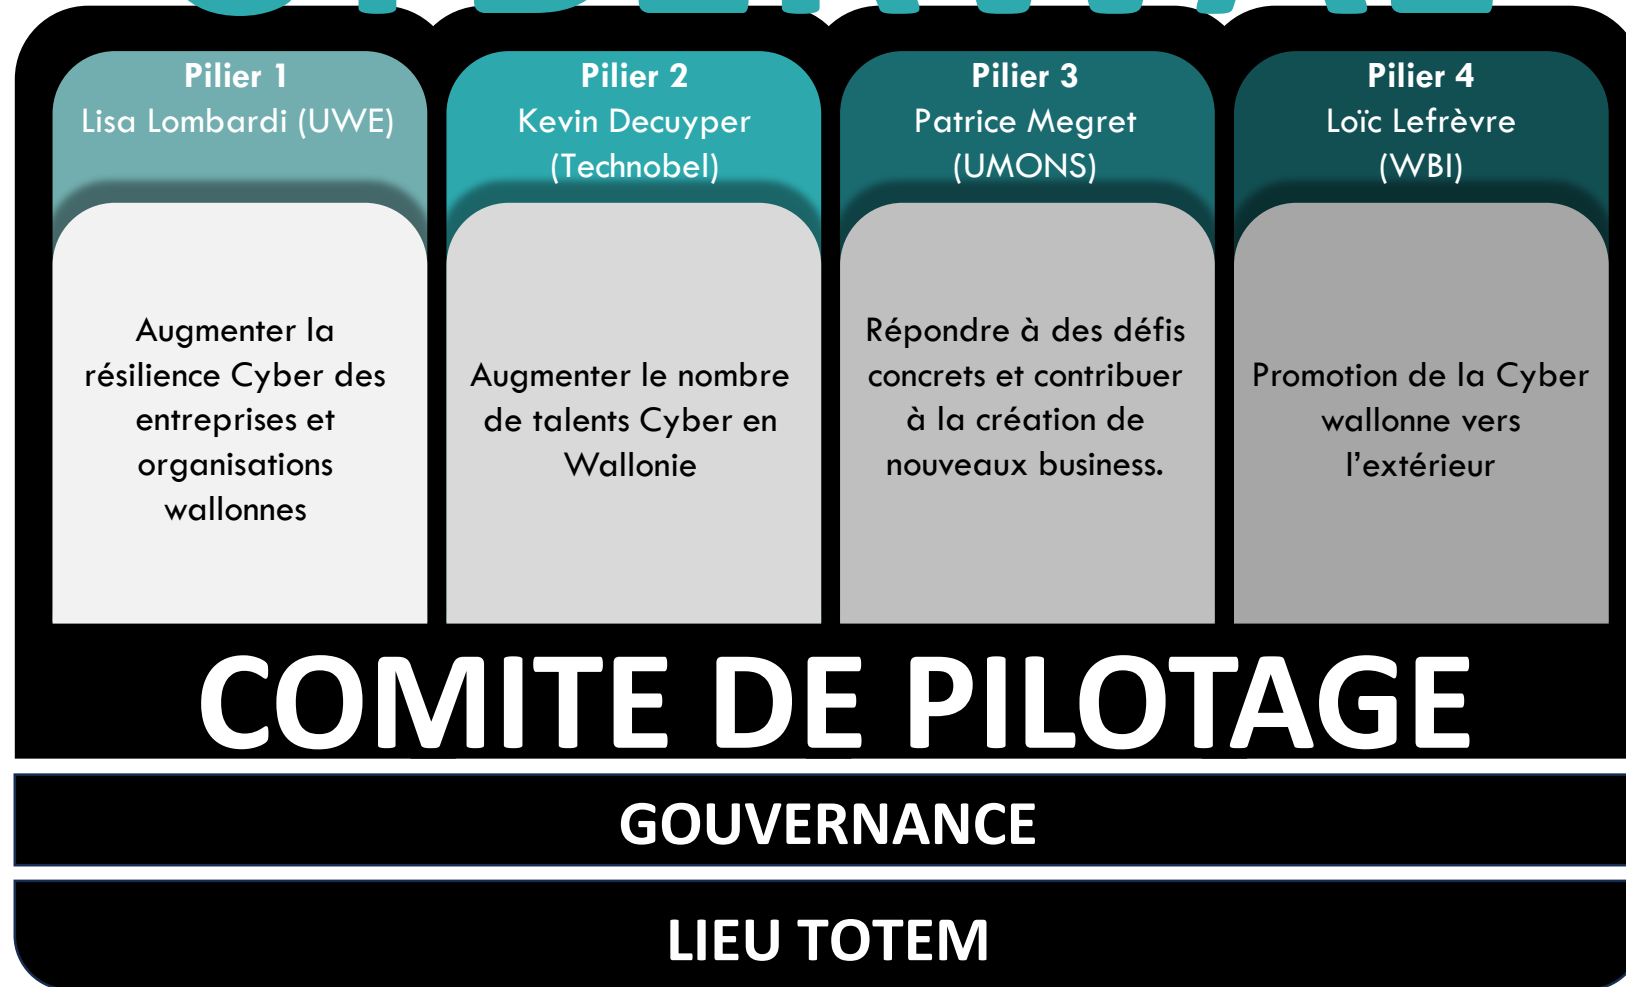 Pilier 1
Lisa Lombardi (UWE)
Augmenter la
résilience Cyber des
entreprises et
organisations
wallonnes
Pilier 2
Kevin Decuyper
(Technobel)
Augmenter le nombre
de talents Cyber en
Wallonie
Pilier 3
Patrice Megret
(UMONS)
Répondre à des défis
concrets et contribuer
à la création de
nouveaux business.
Pilier 4
Loïc Lefrèvre
(WBI)
Promotion de la Cyber
wallonne vers
l’extérieur
COMITE DE PILOTAGE
GOUVERNANCE
LIEU TOTEM